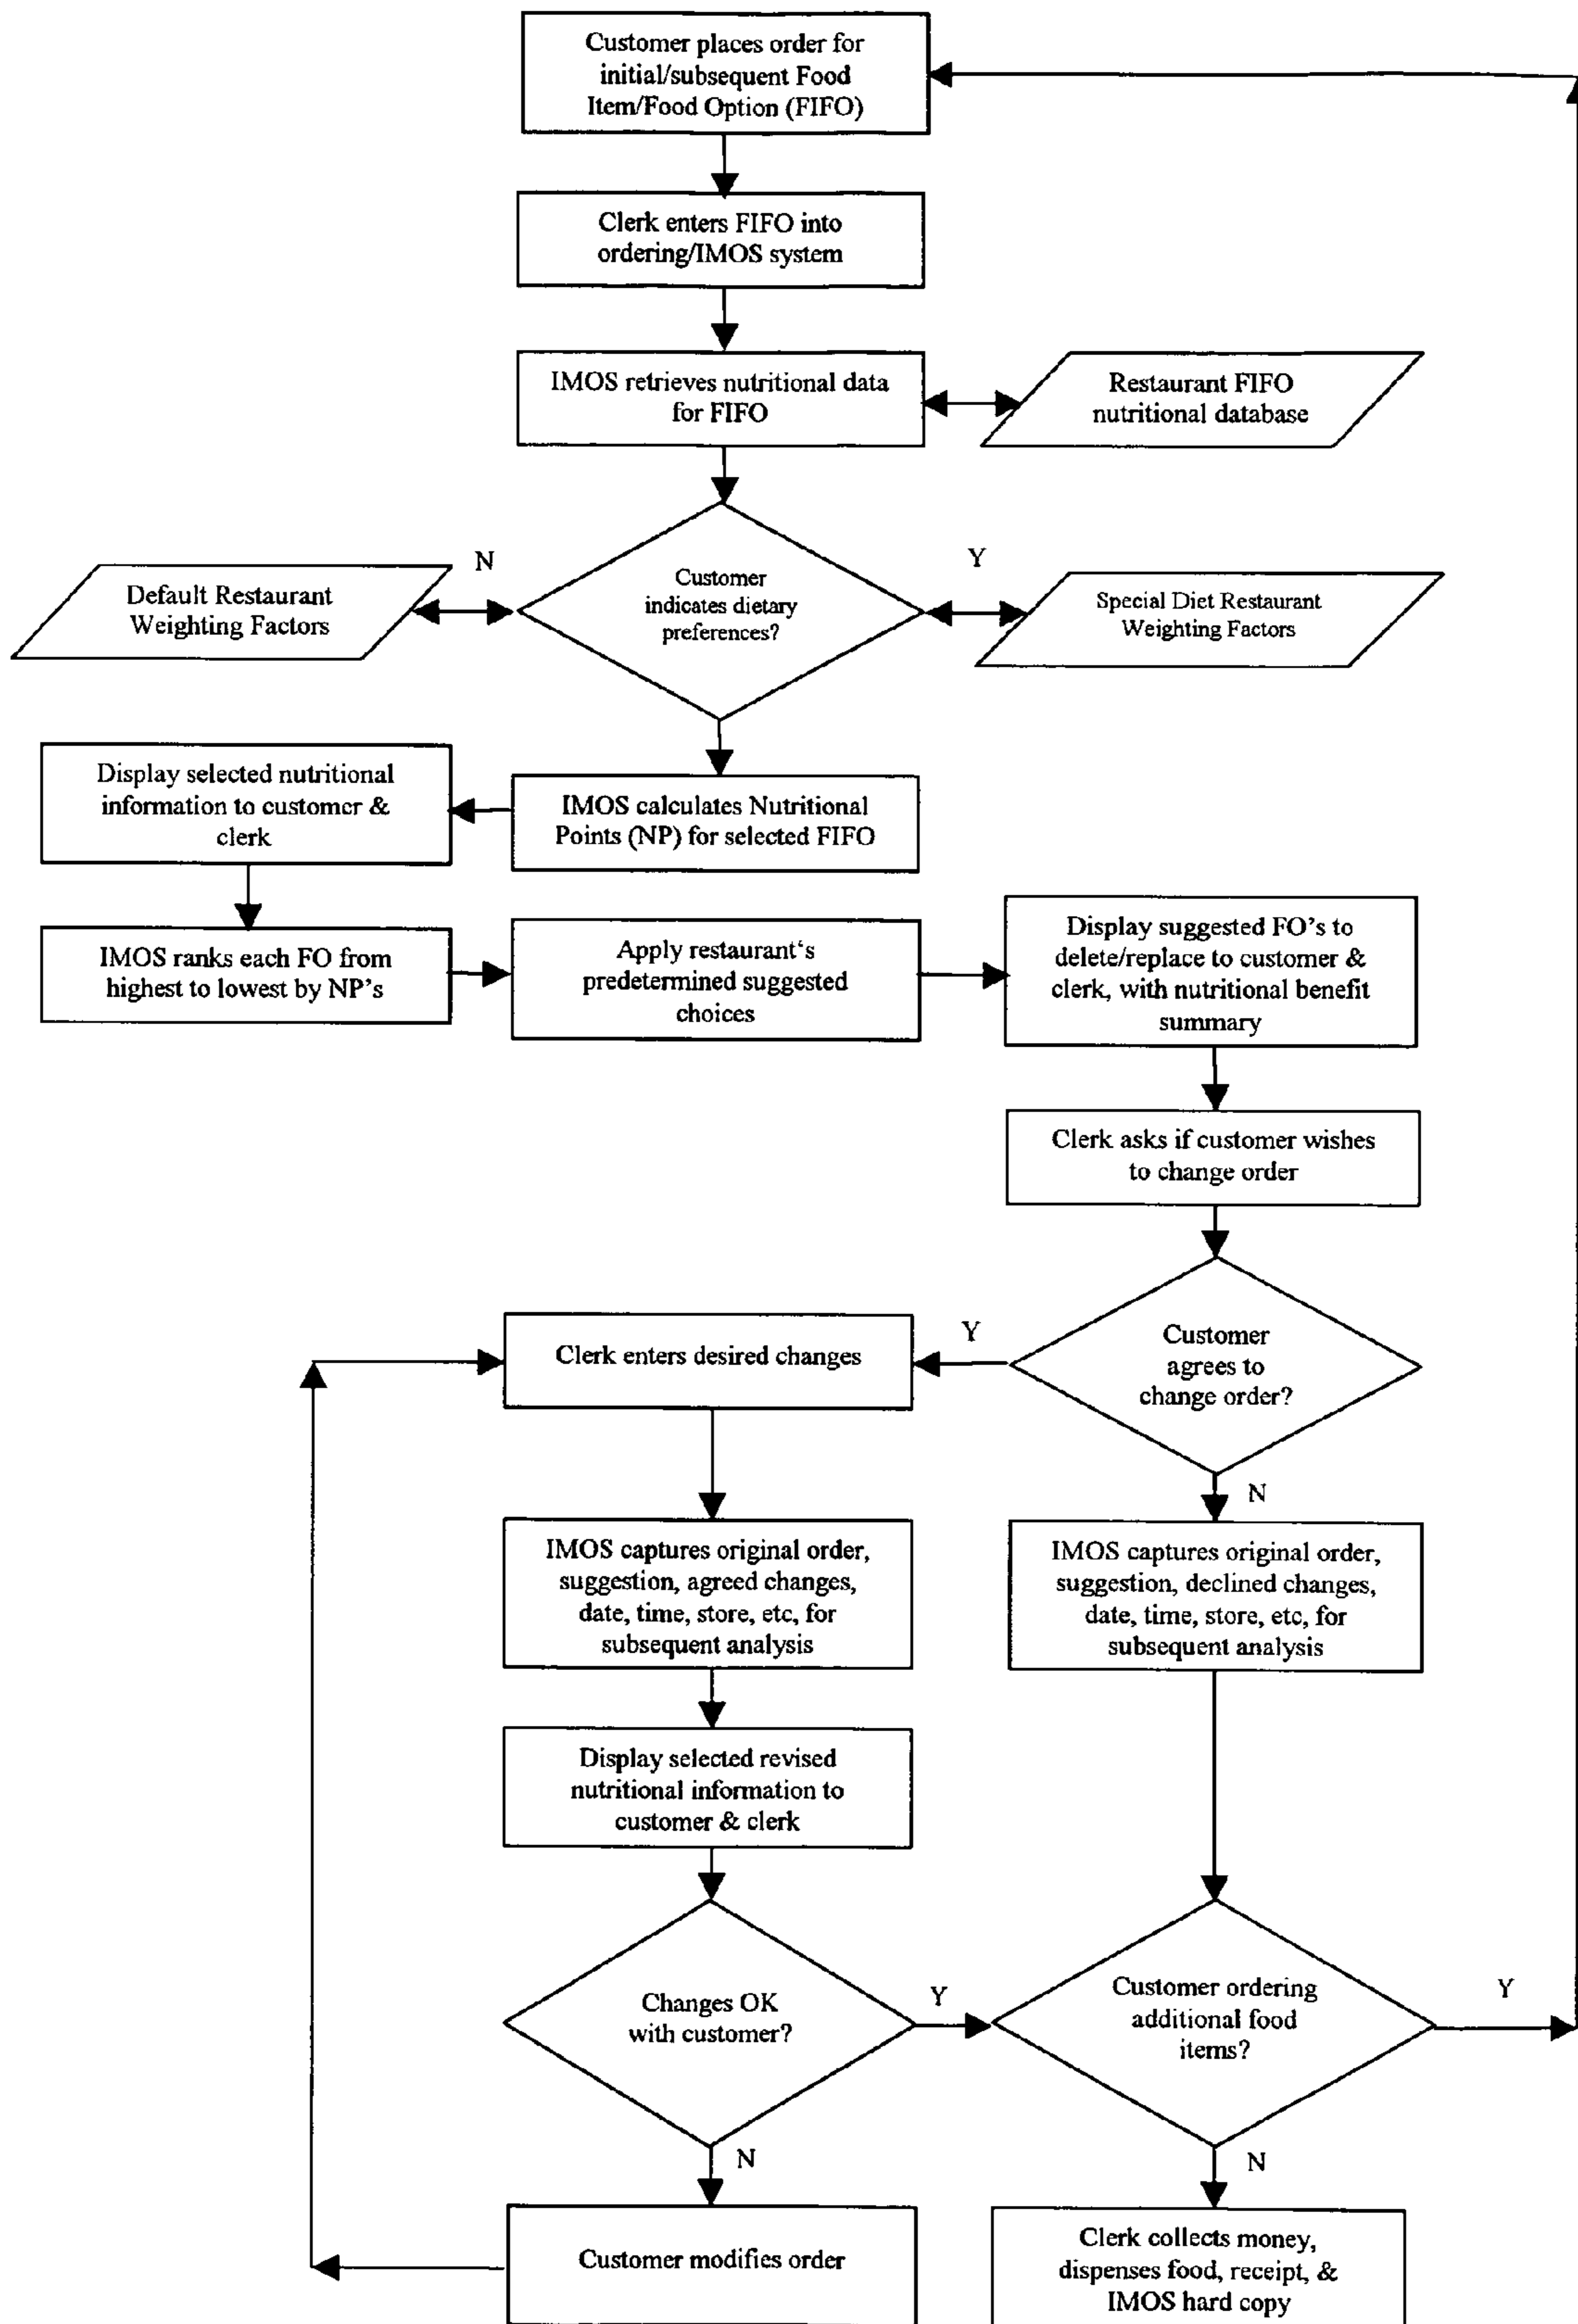 Customer places order for
initial/subsequent Food
Item/Food Option (FIFO)
Clerk enters FIFO into
ordering/IMOS system
IMOS retrieves nutritional data
for FIFO
Restaurant FIFO
nutritional database
N
Y
Default Restaurant
Weighting Factors
Customer
indicates dietary
preferences?
Special Diet Restaurant
Weighting Factors
Display selected nutritional
information to customer &
clerk
IMOS calculates Nutritional
Points (NP) for selected FIFO
IMOS ranks each FO from
highest to lowest by NP's
Apply restaurant‘s
predetermined suggested
choices
Display suggested FO's to
delete/replace to customer &
clerk, with nutritional benefit
summary
Clerk asks if customer wishes
to change order
Clerk enters desired changes
Y
Customer
agrees to
change order?
N
IMOS captures original order,
suggestion, agreed changes,
date, time, store, etc, for
subsequent analysis
IMOS captures original order,
suggestion, declined changes,
date, time, store, etc, for
subsequent analysis
Display selected revised
nutritional information to
customer & clerk
Changes OK
with customer?
Y
Customer ordering
additional food
items?
Y
N
N
Customer modifies order
Clerk collects money,
dispenses food, receipt, &
IMOS hard copy